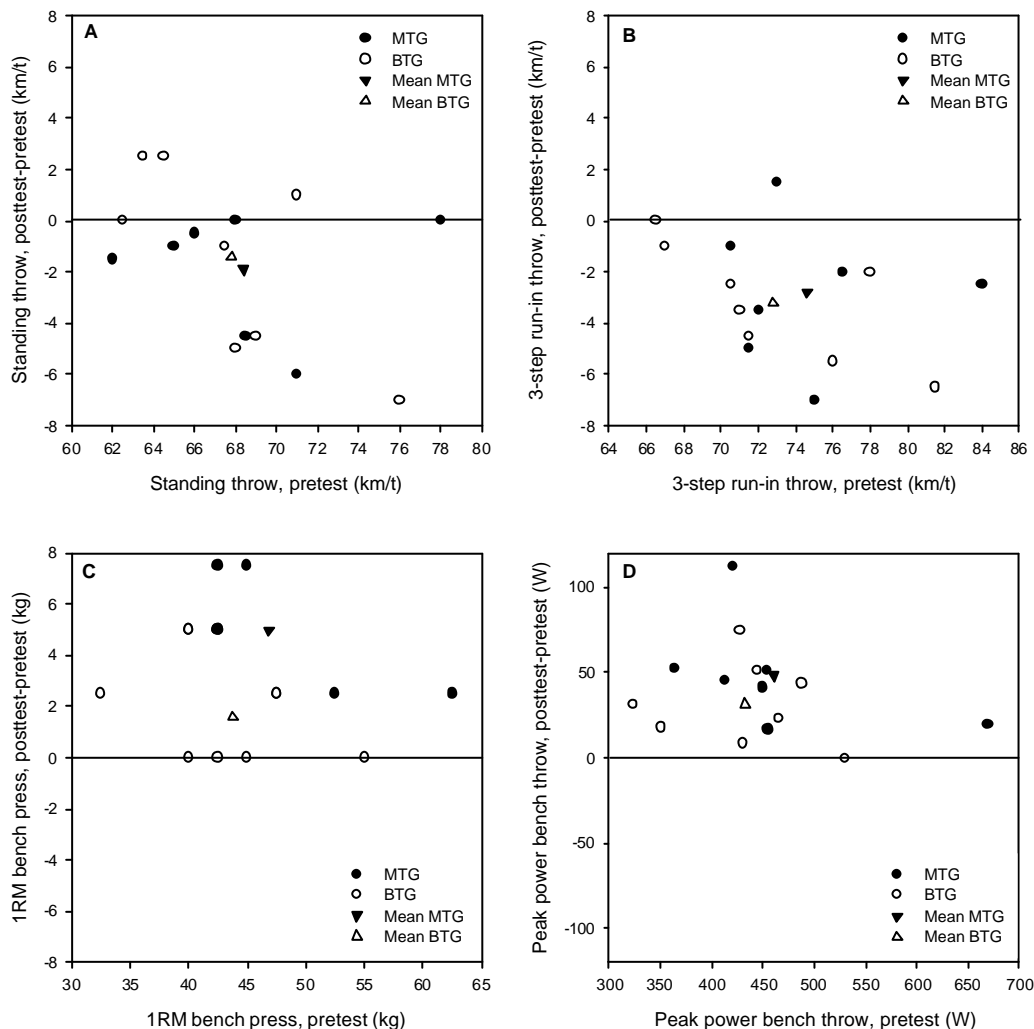 A
MTG
BTG
Mean MTG
Mean BTG
8
6
4
2
0
-2
-4
-6
-8
60 62 64 66 68 70 72 74 76 78 80
Standing throw, posttest-pretest (km/t)
Standing throw, pretest (km/t)
B
MTG
BTG
Mean MTG
Mean BTG
8
6
4
2
0
-2
-4
-6
-8
64 66 68 70 72 74 76 78 80 82 84 86
3-step run-in throw, posttest-pretest (km/t)
3-step run-in throw, pretest (km/t)
C
8
6
4
2
0
-2
-4
-6
-8
MTG
BTG
Mean MTG
Mean BTG
30 35 40 45 50 55 60 65
1RM bench press, posttest-pretest (kg)
1RM bench press, pretest (kg)
D
100
50
0
-50
-100
MTG
BTG
Mean MTG
Mean BTG
300 350 400 450 500 550 600 650 700
Peak power bench throw, posttest-pretest (W)
Peak power bench throw, pretest (W)